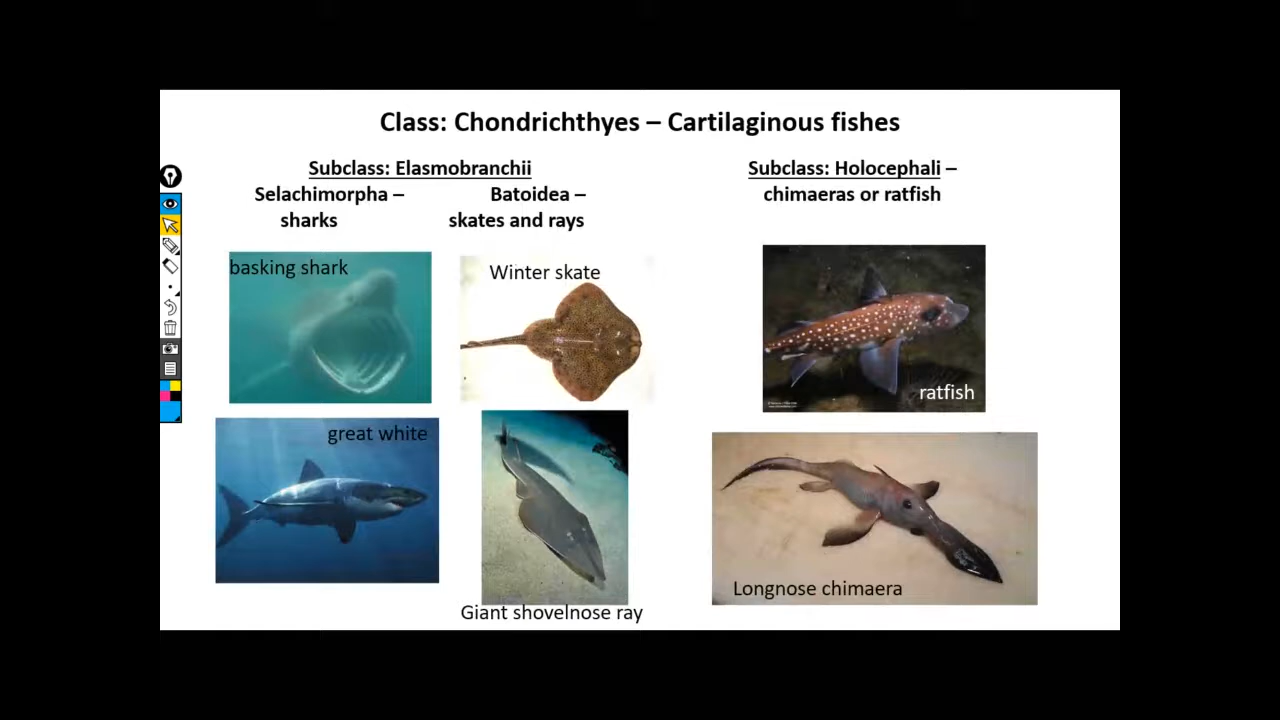 Class: Chondrichthyes – Cartilaginous fishes
Subclass: Elasmobranchii
Selachimorpha –
sharks
Batoidea –
skates and rays
Subclass: Holocephali –
chimaeras or ratfish
basking shark
Winter skate
ratfish
great white
Giant shovelnose ray
Longnose chimaera